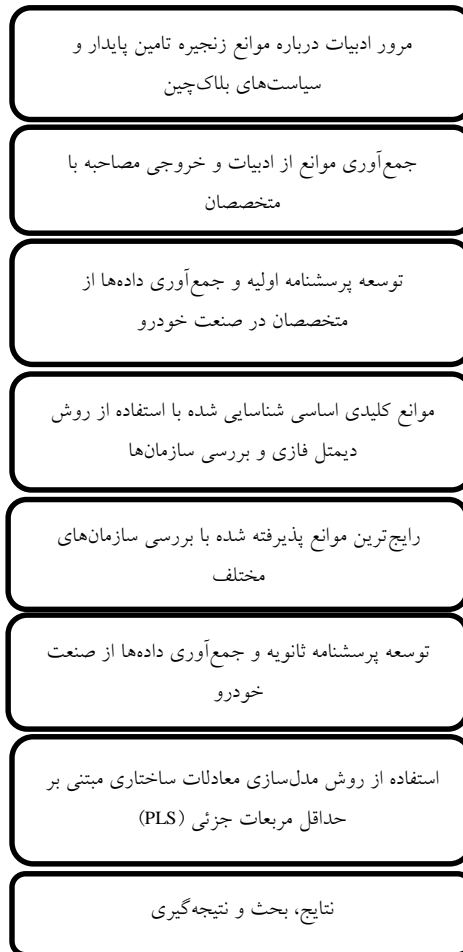 مرور ادبیات درباره موانع زنجیره تامین پایدار و
سیاست‌های بلاک‌چین
جمع‌آوری موانع از ادبیات و خروجی مصاحبه با
متخصصان
توسعه پرسشنامه اولیه و جمع‌آوری داده‌ها از
متخصصان در صنعت خودرو
موانع کلیدی اساسی شناسایی شده با استفاده از روش
دیمتل فازی و بررسی سازمان‌ها
رایج‌ترین موانع پذیرفته شده با بررسی سازمان‌های
مختلف
توسعه پرسشنامه ثانویه و جمع‌آوری داده‌ها از صنعت
خودرو
استفاده از روش مدل‌سازی معادلات ساختاری مبتنی بر
حداقل مربعات جزئی (PLS)
نتایج، بحث و نتیجه‌گیری